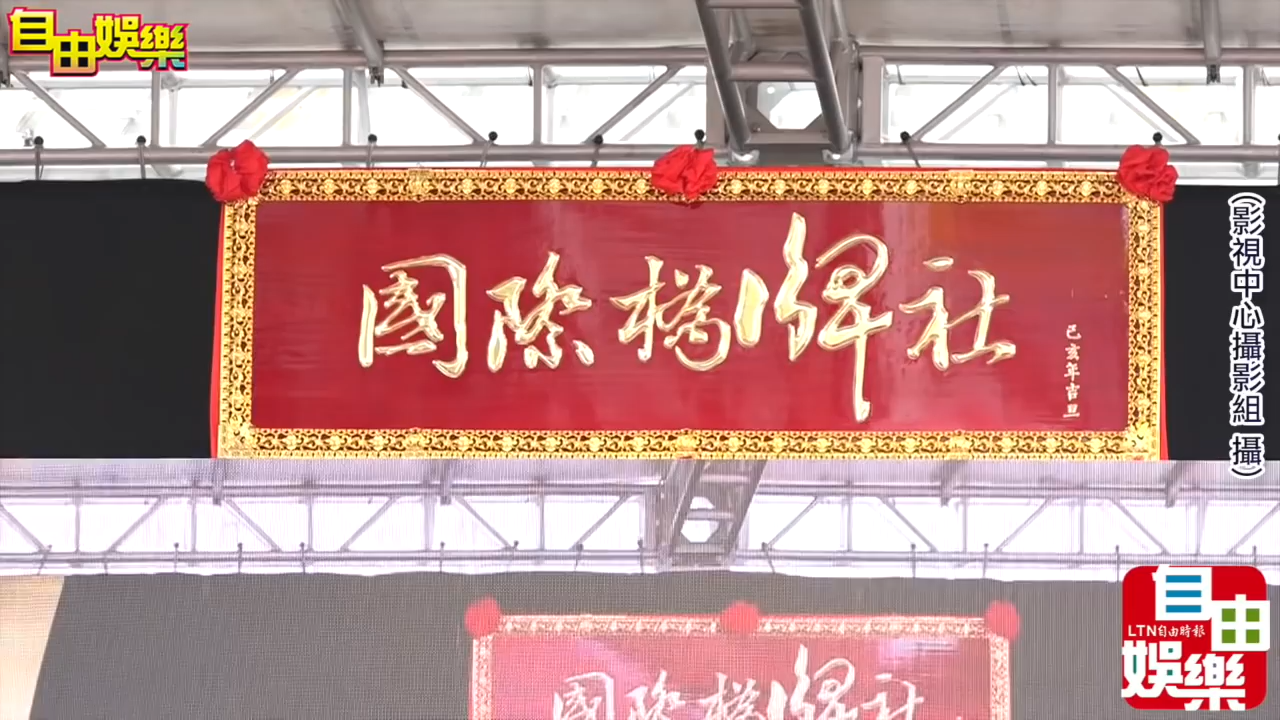 自由娛樂
國際橋牌社
己亥年吉旦
(影視中心攝影組 攝)
國際橋牌社
自由
LTN自由時報
娛樂